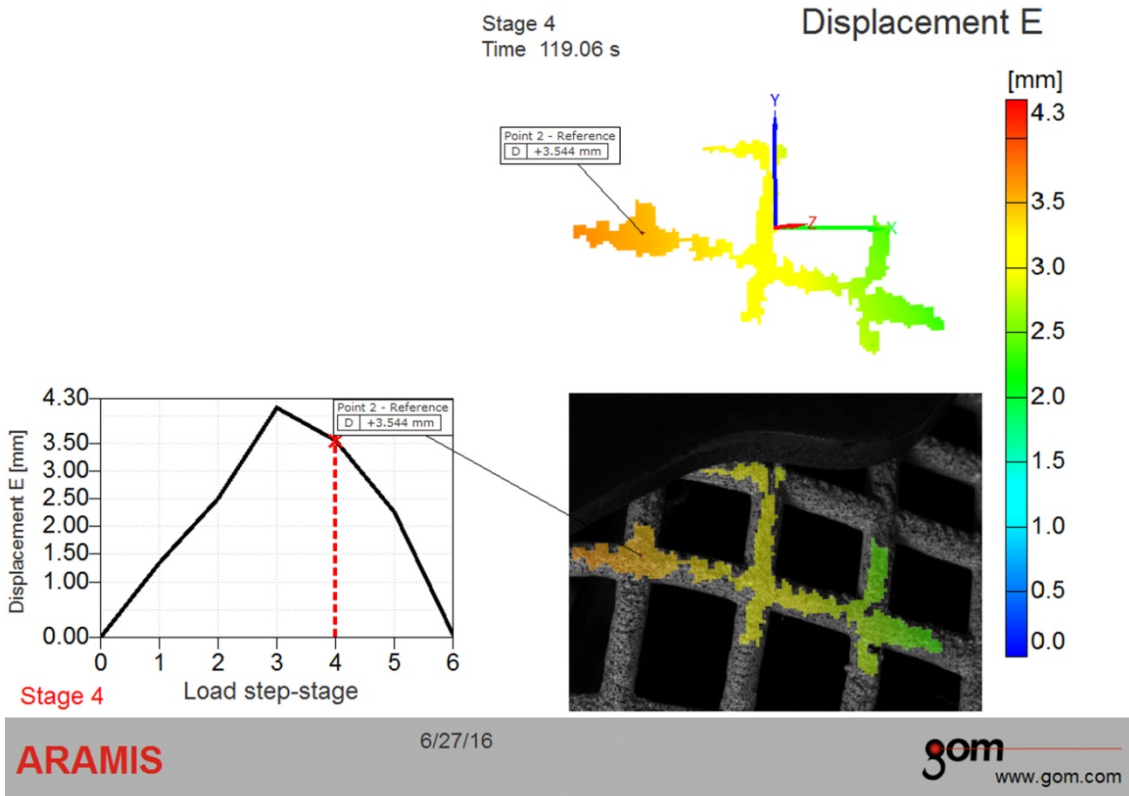 Stage 4
Time 119.06 s
Displacement E
[mm]
4.3
3.5
3.0
2.5
2.0
1.5
1.0
0.5
0.0
Y
Z
X
Point 2 - Reference
D +3.544 mm
Displacement E [mm]
4.30
3.50
3.00
2.50
2.00
1.50
1.00
0.00
0 1 2 3 4 5 6
Load step-stage
Stage 4
Point 2 - Reference
D +3.544 mm
ARAMIS
6/27/16
gom
www.gom.com